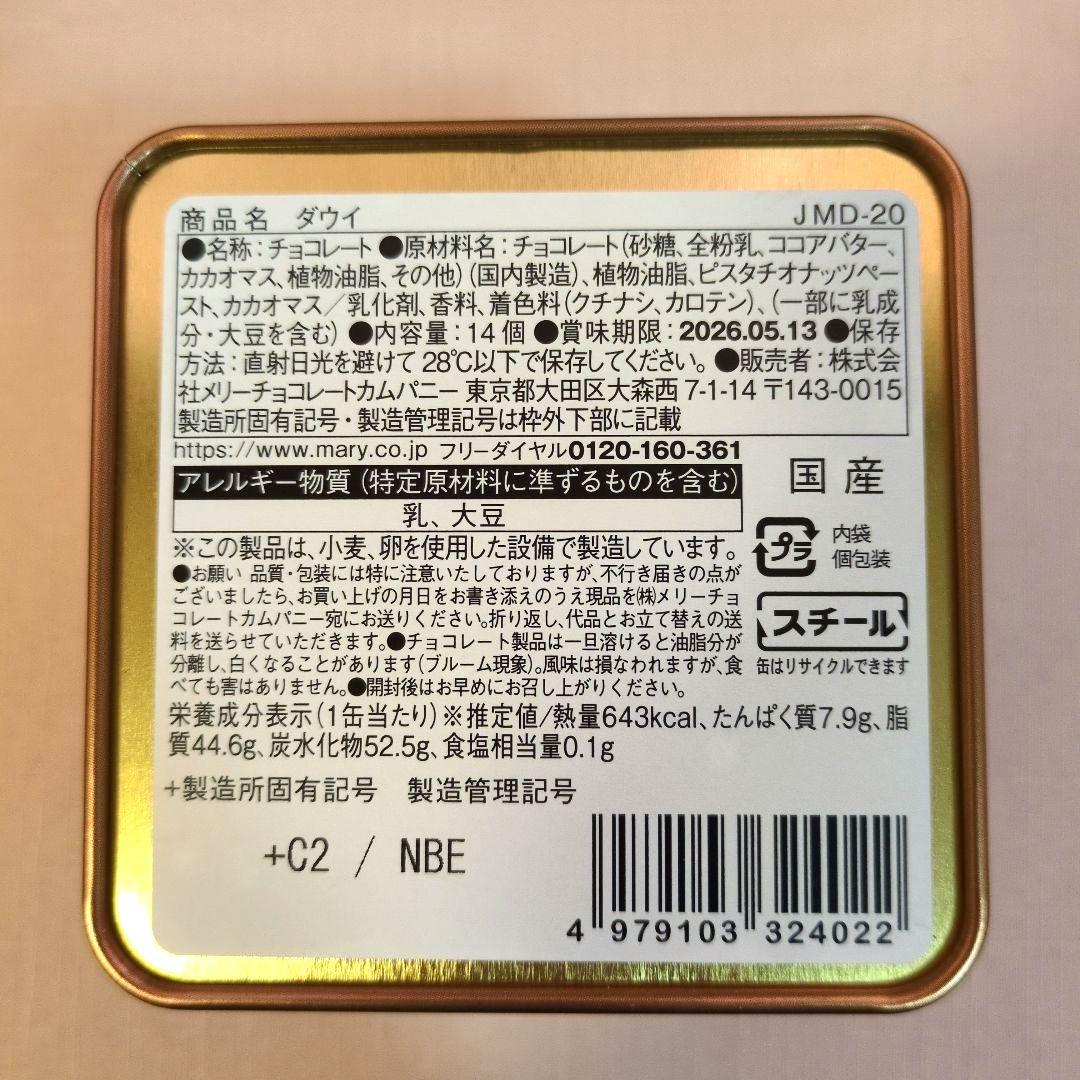 商品名 ダウイ JMD-20
●名称：チョコレート ●原材料名：チョコレート（砂糖、全粉乳、ココアバター、
カカオマス、植物油脂、その他）（国内製造）、植物油脂、ピスタチオナッツペー
スト、カカオマス／乳化剤、香料、着色料（クチナシ、カロテン）、（一部に乳成
分・大豆を含む）●内容量：14個 ●賞味期限：2026.05.13 ●保存
方法：直射日光を避けて28℃以下で保存してください。●販売者：株式会
社メリーチョコレートカムパニー 東京都大田区大森西7-1-14 〒143-0015
製造所固有記号・製造管理記号は枠外下部に記載
https://www.mary.co.jp フリーダイヤル0120-160-361
アレルギー物質（特定原材料に準ずるものを含む）
乳、大豆
国産
※この製品は、小麦、卵を使用した設備で製造しています。
プラ 内袋
個包装
●お願い 品質・包装には特に注意いたしておりますが、不行き届きの点が
ございましたら、お買い上げの月日をお書き添えのうえ現品を㈱メリーチョ
コレートカムパニー宛にお送りください。折り返し、代品とお立て替えの送
料を送らせていただきます。●チョコレート製品は一旦溶けると油脂分が
分離し、白くなることがあります（ブルーム現象）。風味は損なわれますが、食
べても害はありません。●開封後はお早めにお召し上がりください。
スチール
缶はリサイクルできます
栄養成分表示（1缶当たり）※推定値/熱量643kcal、たんぱく質7.9g、脂
質44.6g、炭水化物52.5g、食塩相当量0.1g
+製造所固有記号 製造管理記号
+C2 / NBE
4 979103 324022